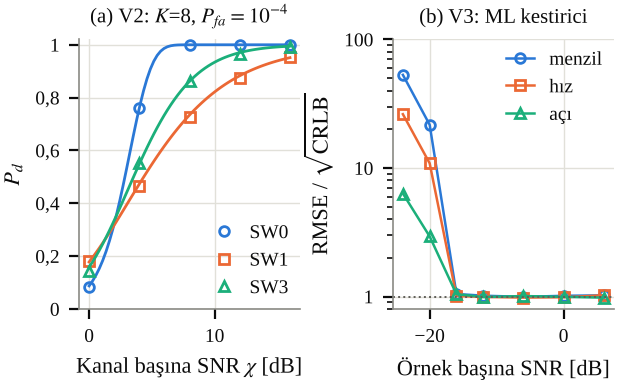 (a) V2: K=8, P_fa = 10^−4
P_d
1
0,8
0,6
0,4
0,2
0
0
10
SW0
SW1
SW3
Kanal başına SNR χ [dB]
(b) V3: ML kestirici
RMSE / √CRLB
100
10
1
−20
0
menzil
hız
açı
Örnek başına SNR [dB]